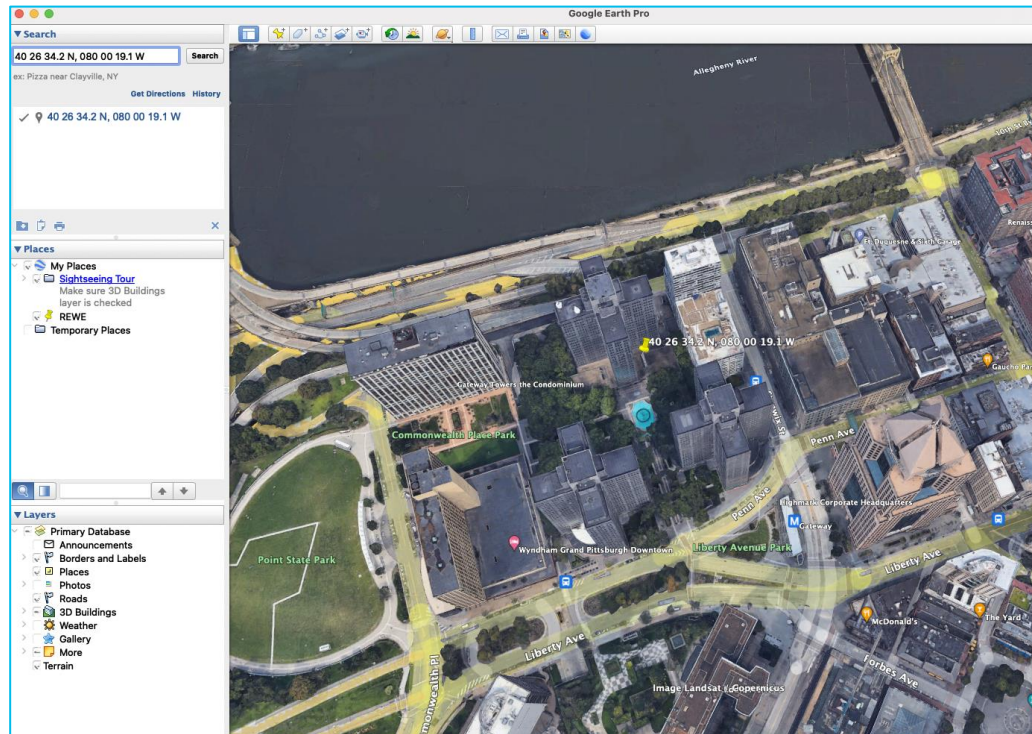 Google Earth Pro
Search
40 26 34.2 N, 080 00 19.1 W
Search
ex: Pizza near Clayville, NY
Get Directions History
40 26 34.2 N, 080 00 19.1 W
Places
My Places
Sightseeing Tour
Make sure 3D Buildings
layer is checked
REWE
Temporary Places
Layers
Primary Database
Announcements
Borders and Labels
Places
Photos
Roads
3D Buildings
Weather
Gallery
More
Terrain
Allegheny River
Ft. Duquesne & Sixth Garage
40 26 34.2 N, 080 00 19.1 W
Gateway Towers the Condominium
Commonwealth Place Park
Penn Ave
Highmark Corporate Headquarters
Penn Ave
M
Gateway
Wyndham Grand Pittsburgh Downtown
Liberty Avenue Park
Point State Park
Liberty Ave
McDonald's
The Yard
Liberty Ave
Forbes Ave
Image Landsat / Copernicus